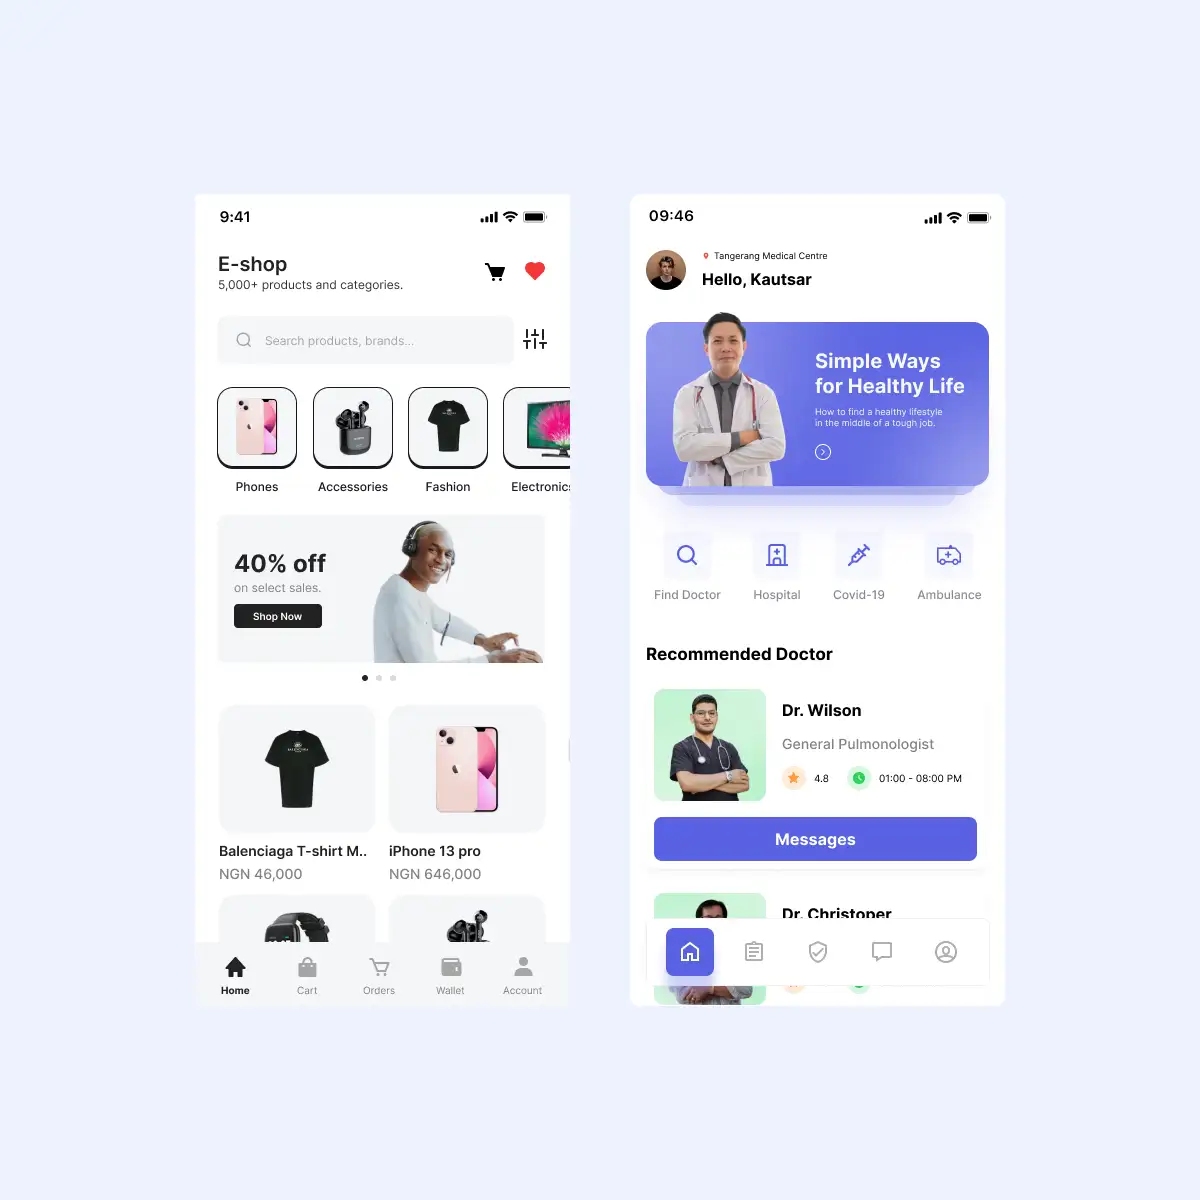 9:41
E-shop
5,000+ products and categories.
Search products, brands...
Phones
Accessories
Fashion
Electronics
40% off
on select sales.
Shop Now
Balenciaga T-shirt M..
NGN 46,000
iPhone 13 pro
NGN 646,000
Home
Cart
Orders
Wallet
Account
09:46
Tangerang Medical Centre
Hello, Kautsar
Simple Ways
for Healthy Life
How to find a healthy lifestyle
in the middle of a tough job.
Find Doctor
Hospital
Covid-19
Ambulance
Recommended Doctor
Dr. Wilson
General Pulmonologist
4.8
01:00 - 08:00 PM
Messages
Dr. Christoper